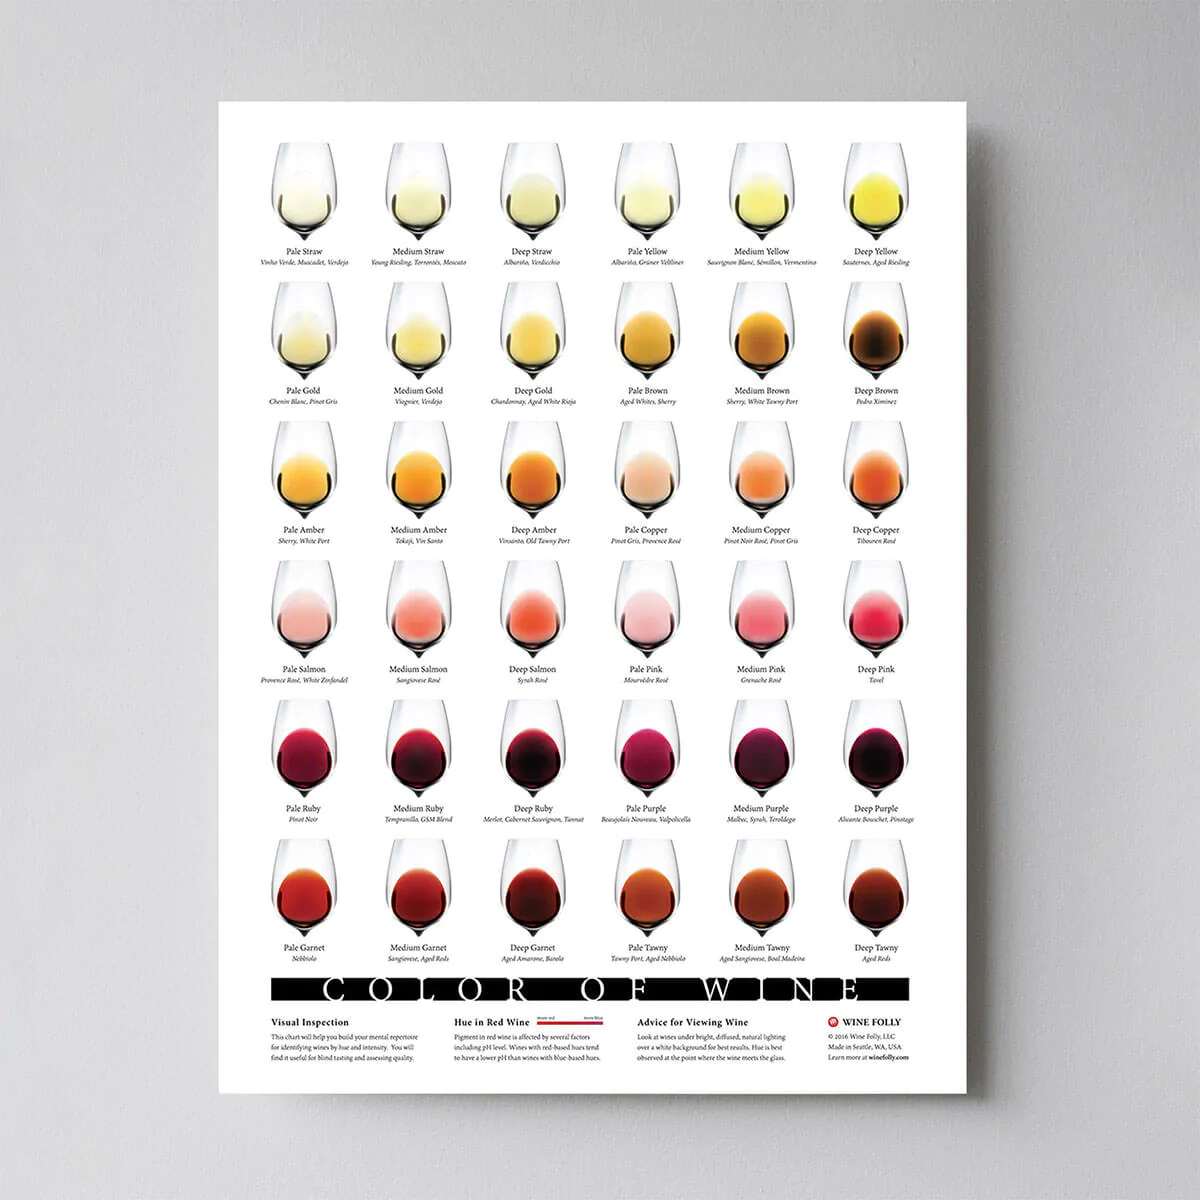 Pale Straw
Vinho Verde, Muscadet, Verdejo
Medium Straw
Young Riesling, Torrontés, Moscato
Deep Straw
Albariño, Verdicchio
Pale Yellow
Albariño, Grüner Veltliner
Medium Yellow
Sauvignon Blanc, Sémillon, Vermentino
Deep Yellow
Sauternes, Aged Riesling
Pale Gold
Chenin Blanc, Pinot Gris
Medium Gold
Viognier, Verdejo
Deep Gold
Chardonnay, Aged White Rioja
Pale Brown
Aged Whites, Sherry
Medium Brown
Sherry, White Tawny Port
Deep Brown
Pedro Ximinez
Pale Amber
Sherry, White Port
Medium Amber
Tokaji, Vin Santo
Deep Amber
Vinsanto, Old Tawny Port
Pale Copper
Pinot Gris, Provence Rosé
Medium Copper
Pinot Noir Rosé, Pinot Gris
Deep Copper
Tibouren Rosé
Pale Salmon
Provence Rosé, White Zinfandel
Medium Salmon
Sangiovese Rosé
Deep Salmon
Syrah Rosé
Pale Pink
Mourvèdre Rosé
Medium Pink
Grenache Rosé
Deep Pink
Tavel
Pale Ruby
Pinot Noir
Medium Ruby
Tempranillo, GSM Blend
Deep Ruby
Merlot, Cabernet Sauvignon, Tannat
Pale Purple
Beaujolais Nouveau, Valpolicella
Medium Purple
Malbec, Syrah, Teroldego
Deep Purple
Alicante Bouschet, Pinotage
Pale Garnet
Nebbiolo
Medium Garnet
Sangiovese, Aged Reds
Deep Garnet
Aged Amarone, Barolo
Pale Tawny
Tawny Port, Aged Nebbiolo
Medium Tawny
Aged Sangiovese, Boal Madeira
Deep Tawny
Aged Reds
COLOR OF WINE
Visual Inspection
This chart will help you build your mental repertoire
for identifying wines by hue and intensity. You will
find it useful for blind tasting and assessing quality.
Hue in Red Wine
more red
more blue
Pigment in red wine is affected by several factors
including pH level. Wines with red-based hues tend
to have a lower pH than wines with blue-based hues.
Advice for Viewing Wine
Look at wines under bright, diffused, natural lighting
over a white background for best results. Hue is best
observed at the point where the wine meets the glass.
WINE FOLLY
© 2016 Wine Folly, LLC
Made in Seattle, WA, USA
Learn more at winefolly.com